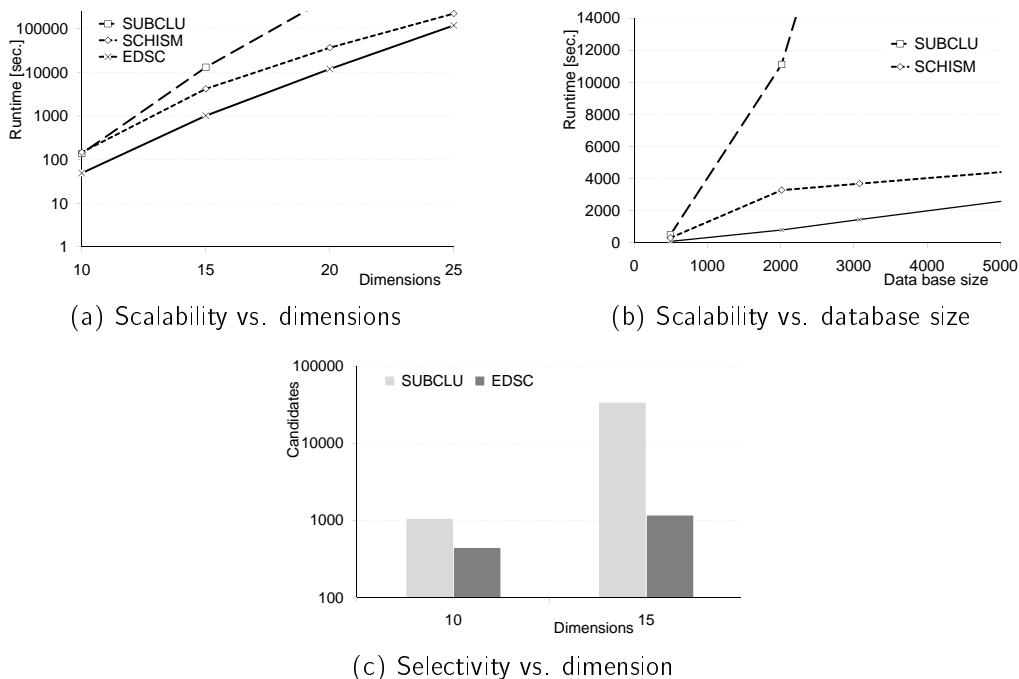 100000
10000
1000
100
10
1
Runtime [sec.]
SUBCLU
SCHISM
EDSC
10 15 20 25
Dimensions
(a) Scalability vs. dimensions
14000
12000
10000
8000
6000
4000
2000
0
Runtime [sec.]
SUBCLU
SCHISM
0 1000 2000 3000 4000 5000
Data base size
(b) Scalability vs. database size
100000
10000
1000
100
Candidates
SUBCLU EDSC
10 15
Dimensions
(c) Selectivity vs. dimension